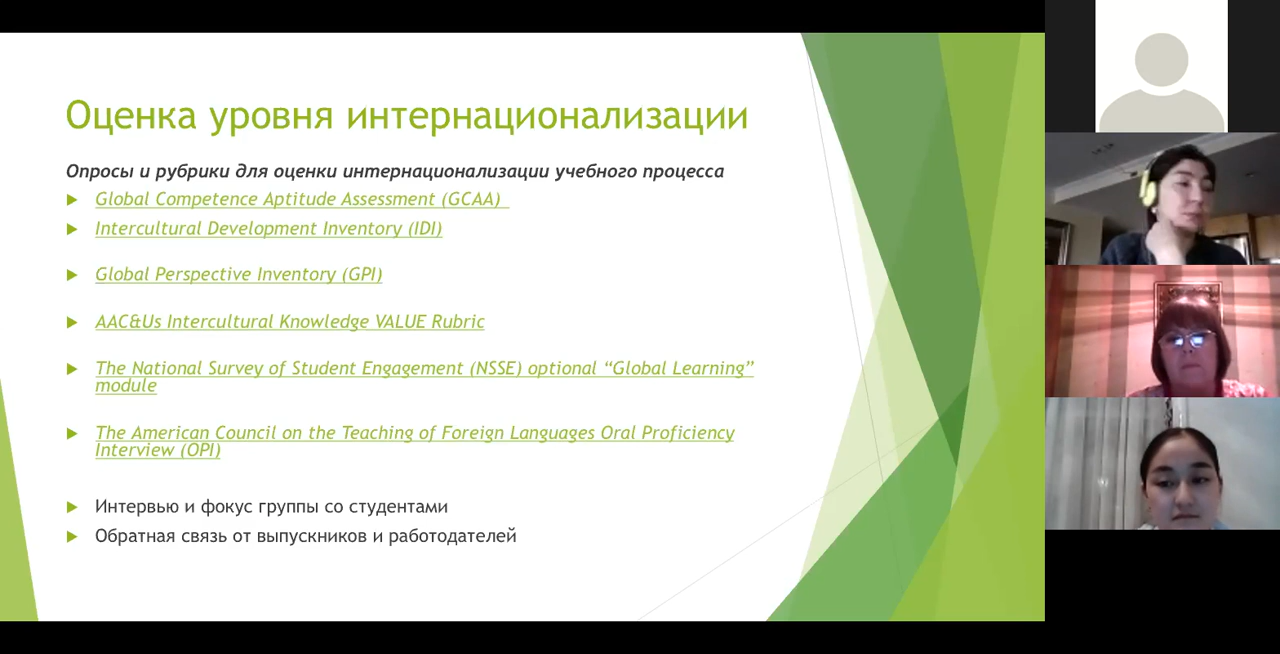 Оценка уровня интернационализации
Опросы и рубрики для оценки интернационализации учебного процесса
Global Competence Aptitude Assessment (GCAA)
Intercultural Development Inventory (IDI)
Global Perspective Inventory (GPI)
AAC&Us Intercultural Knowledge VALUE Rubric
The National Survey of Student Engagement (NSSE) optional “Global Learning”
module
The American Council on the Teaching of Foreign Languages Oral Proficiency
Interview (OPI)
Интервью и фокус группы со студентами
Обратная связь от выпускников и работодателей